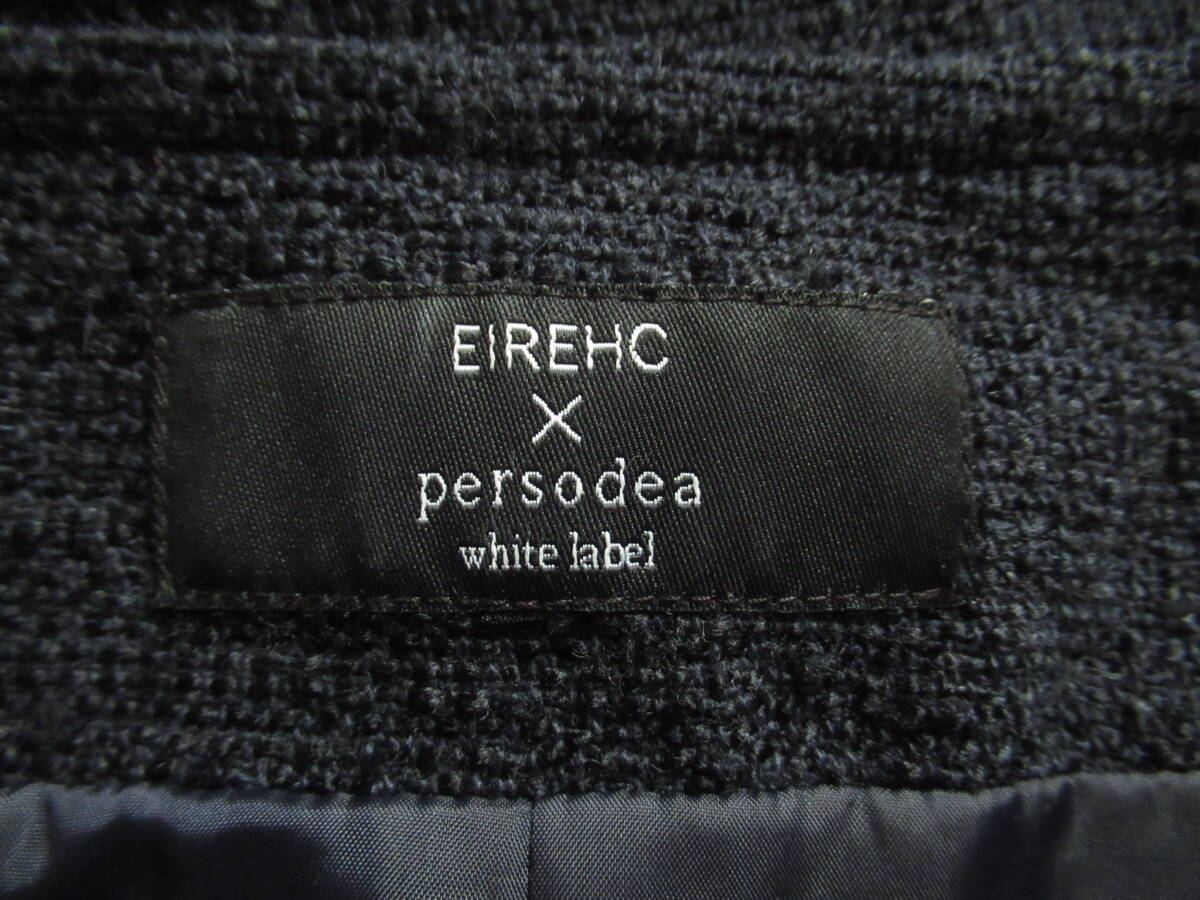 EIREHC
×
persodea
white label